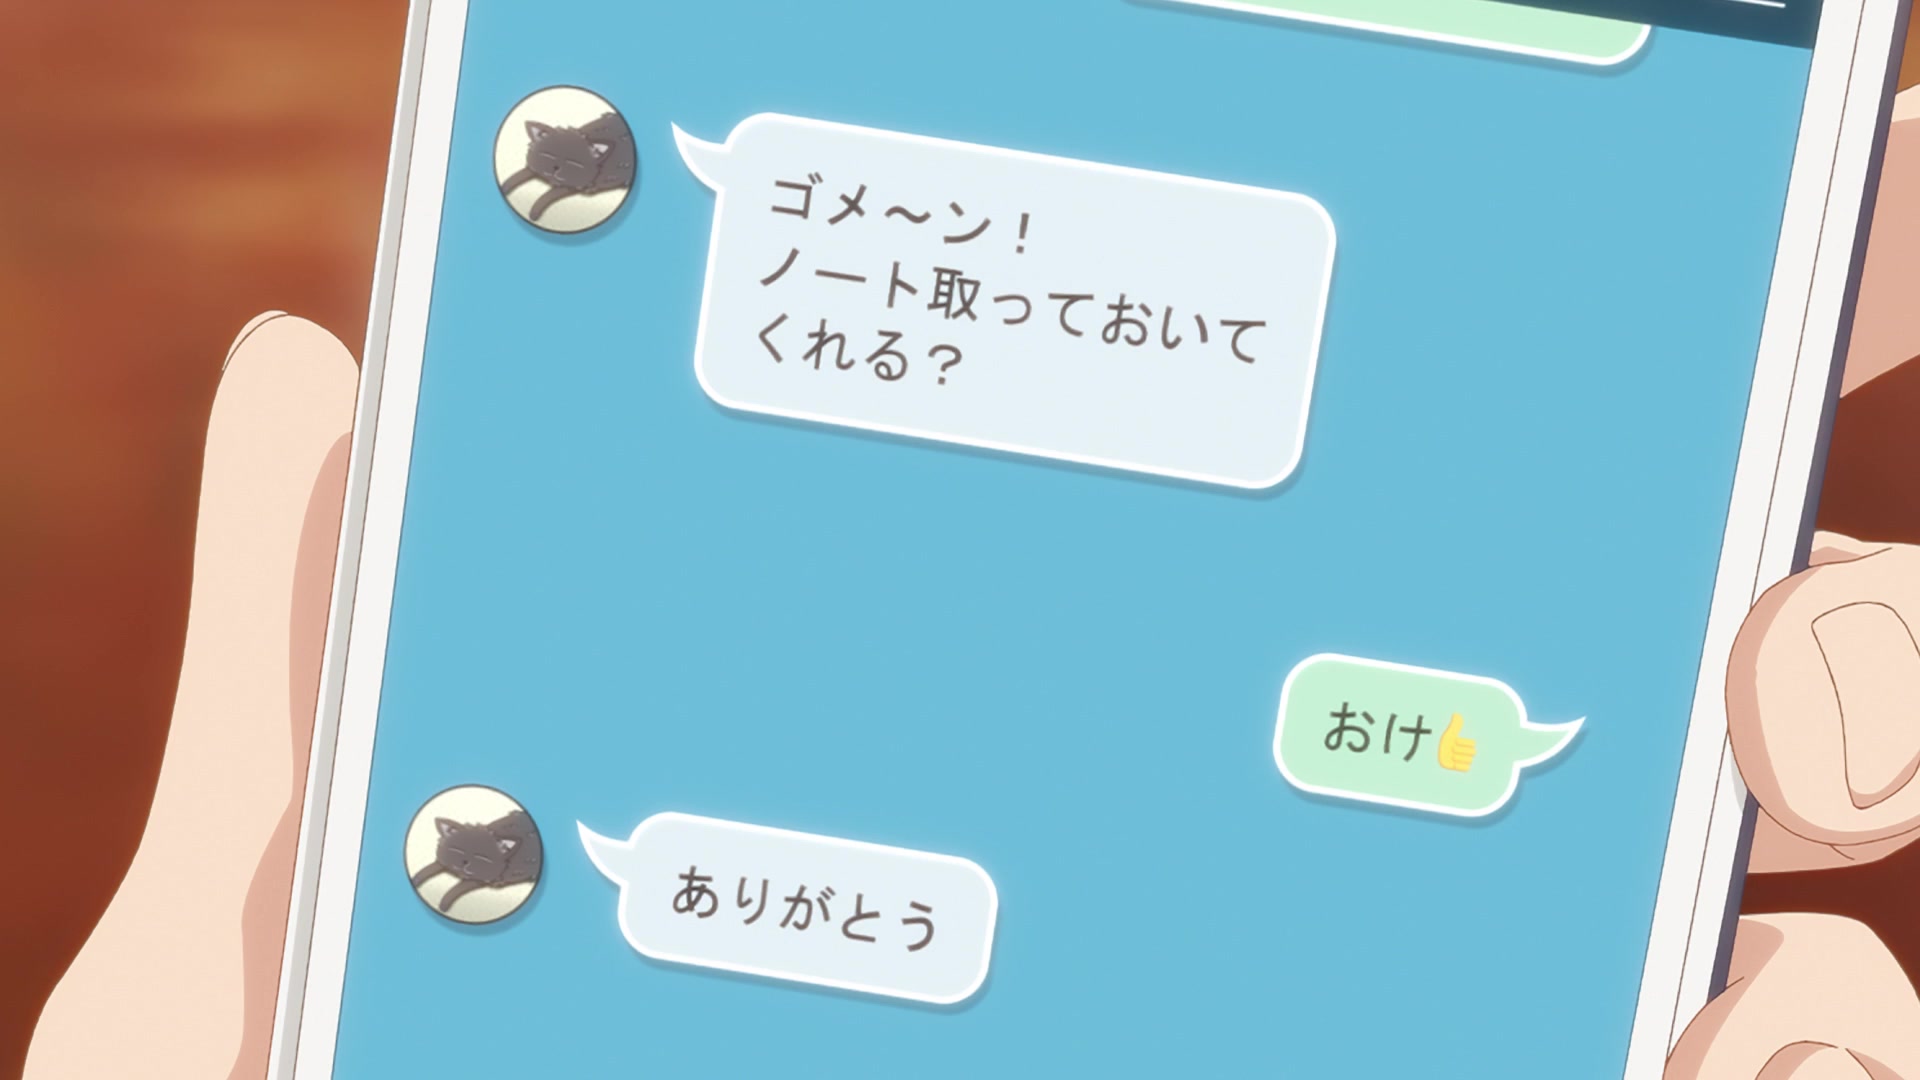 ゴメ〜ン！
ノート取っておいて
くれる？
おけ👍
ありがとう